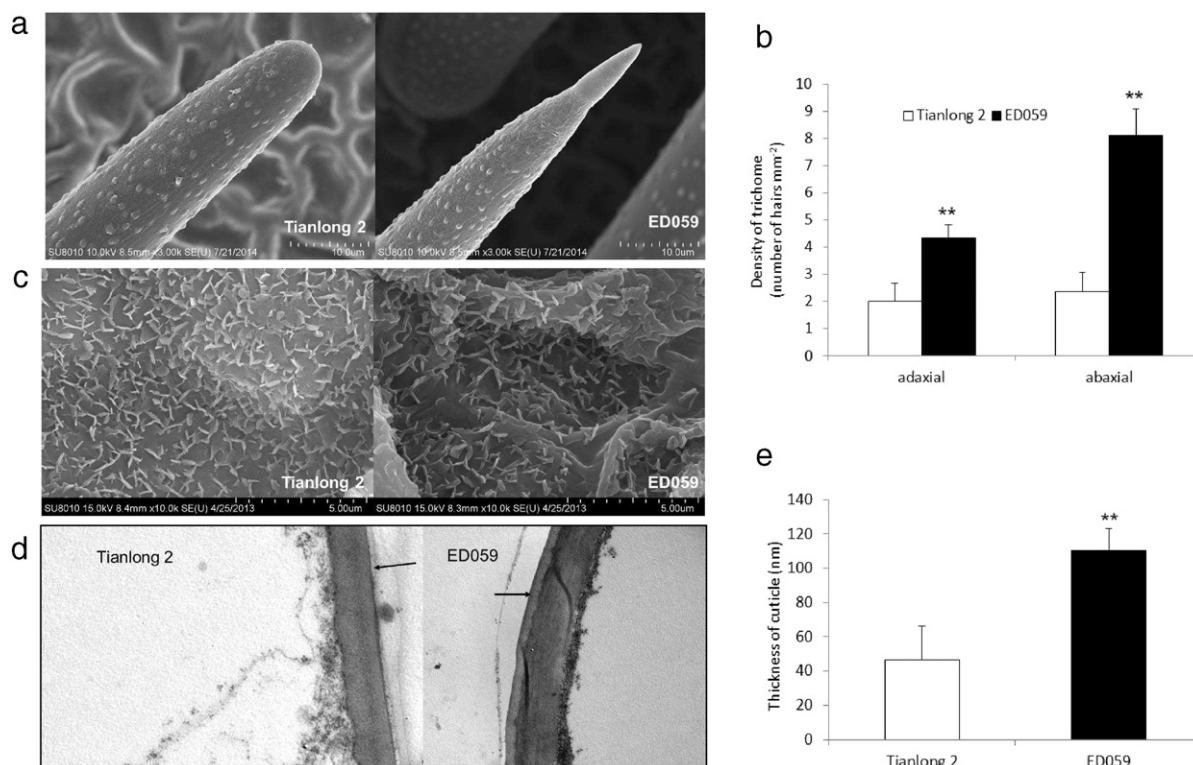 a
Tianlong 2
SU8010 10.0kV 8.5mm x3.00k SE(U) 7/21/2014
10.0um
ED059
SU8010 10.0kV 8.5mm x3.00k SE(U) 7/21/2014
10.0um
b
Density of trichome
(number of hairs mm-2)
10
9
8
7
6
5
4
3
2
1
0
Tianlong 2
ED059
**
**
adaxial
abaxial
c
Tianlong 2
SU8010 15.0kV 8.4mm x10.0k SE(U) 4/25/2013
5.00um
ED059
SU8010 15.0kV 8.3mm x10.0k SE(U) 4/25/2013
5.00um
d
Tianlong 2
ED059
e
Thickness of cuticle (nm)
140
120
100
80
60
40
20
0
**
Tianlong 2
ED059